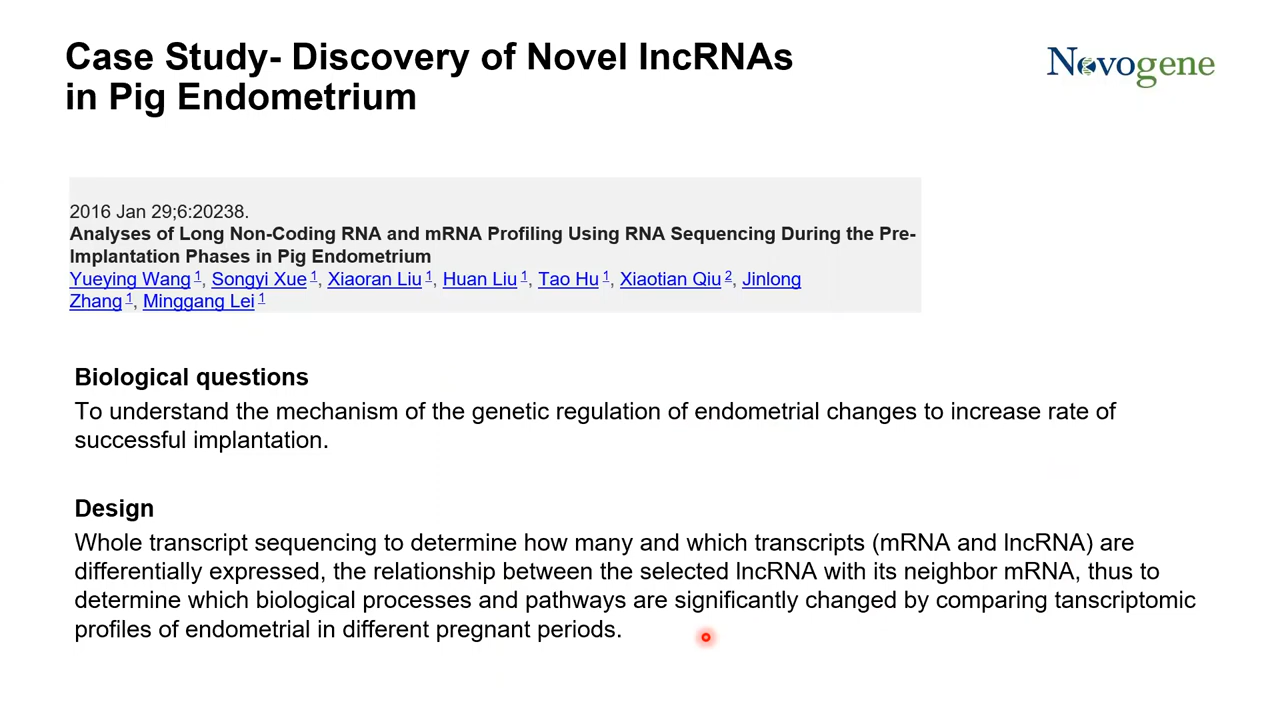 Case Study- Discovery of Novel lncRNAs
in Pig Endometrium
Novogene
2016 Jan 29;6:20238.
Analyses of Long Non-Coding RNA and mRNA Profiling Using RNA Sequencing During the Pre-
Implantation Phases in Pig Endometrium
Yueying Wang 1, Songyi Xue 1, Xiaoran Liu 1, Huan Liu 1, Tao Hu 1, Xiaotian Qiu 2, Jinlong
Zhang 1, Minggang Lei 1
Biological questions
To understand the mechanism of the genetic regulation of endometrial changes to increase rate of
successful implantation.
Design
Whole transcript sequencing to determine how many and which transcripts (mRNA and lncRNA) are
differentially expressed, the relationship between the selected lncRNA with its neighbor mRNA, thus to
determine which biological processes and pathways are significantly changed by comparing tanscriptomic
profiles of endometrial in different pregnant periods.